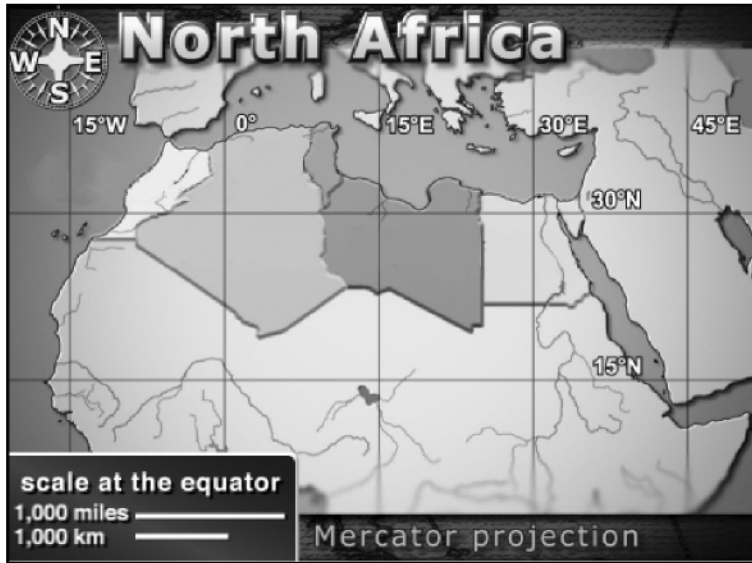 North Africa
N
W E
S
15°W 0° 15°E 30°E 45°E
30°N
15°N
scale at the equator
1,000 miles
1,000 km
Mercator projection